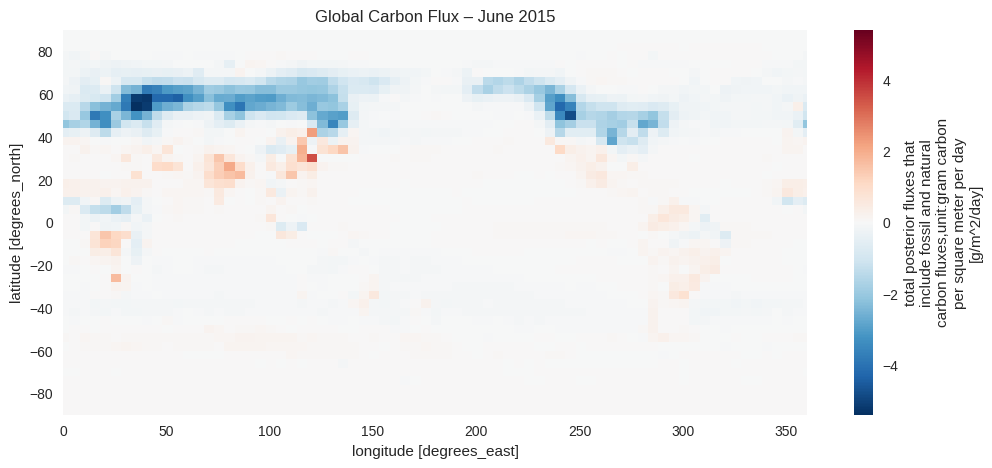 Global Carbon Flux – June 2015
80
60
40
20
0
−20
−40
−60
−80
latitude [degrees_north]
0
50
100
150
200
250
300
350
longitude [degrees_east]
4
2
0
−2
−4
total posterior fluxes that
include fossil and natural
carbon fluxes,unit:gram carbon
per square meter per day
[g/m^2/day]